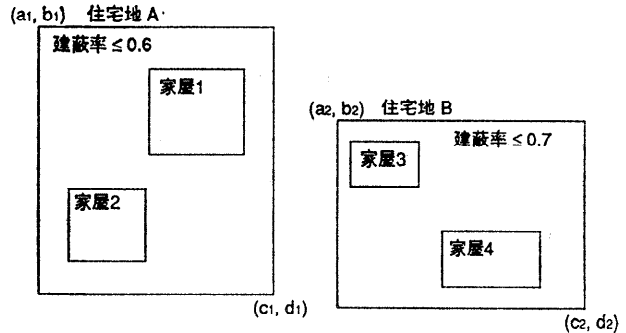 (a1, b1) 住宅地 A
建蔽率 ≤ 0.6
家屋1
家屋2
(c1, d1)
(a2, b2) 住宅地 B
建蔽率 ≤ 0.7
家屋3
家屋4
(c2, d2)